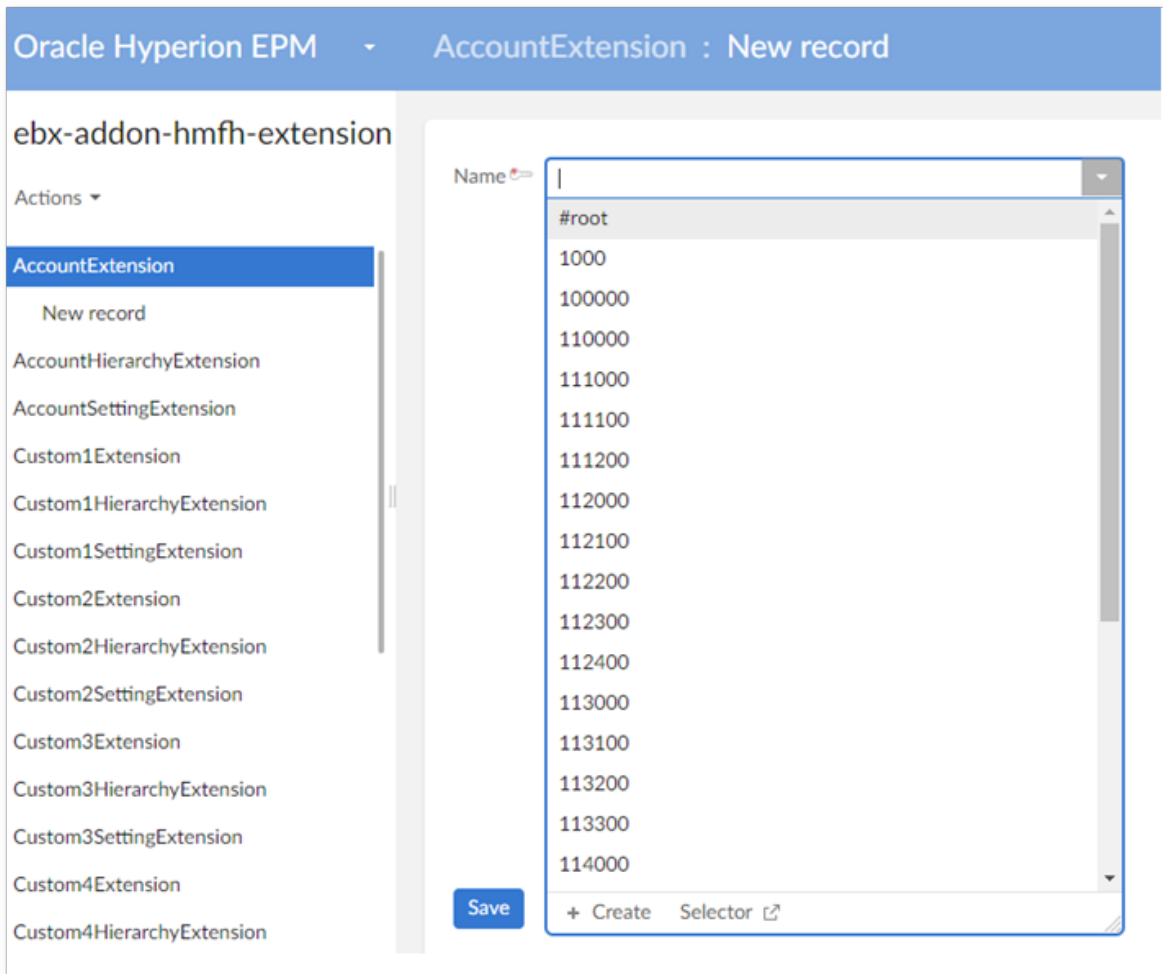 Oracle Hyperion EPM
AccountExtension : New record
ebx-addon-hmfh-extension
Actions
AccountExtension
New record
AccountHierarchyExtension
AccountSettingExtension
Custom1Extension
Custom1HierarchyExtension
Custom1SettingExtension
Custom2Extension
Custom2HierarchyExtension
Custom2SettingExtension
Custom3Extension
Custom3HierarchyExtension
Custom3SettingExtension
Custom4Extension
Custom4HierarchyExtension
Name
#root
1000
100000
110000
111000
111100
111200
112000
112100
112200
112300
112400
113000
113100
113200
113300
114000
+ Create Selector
Save